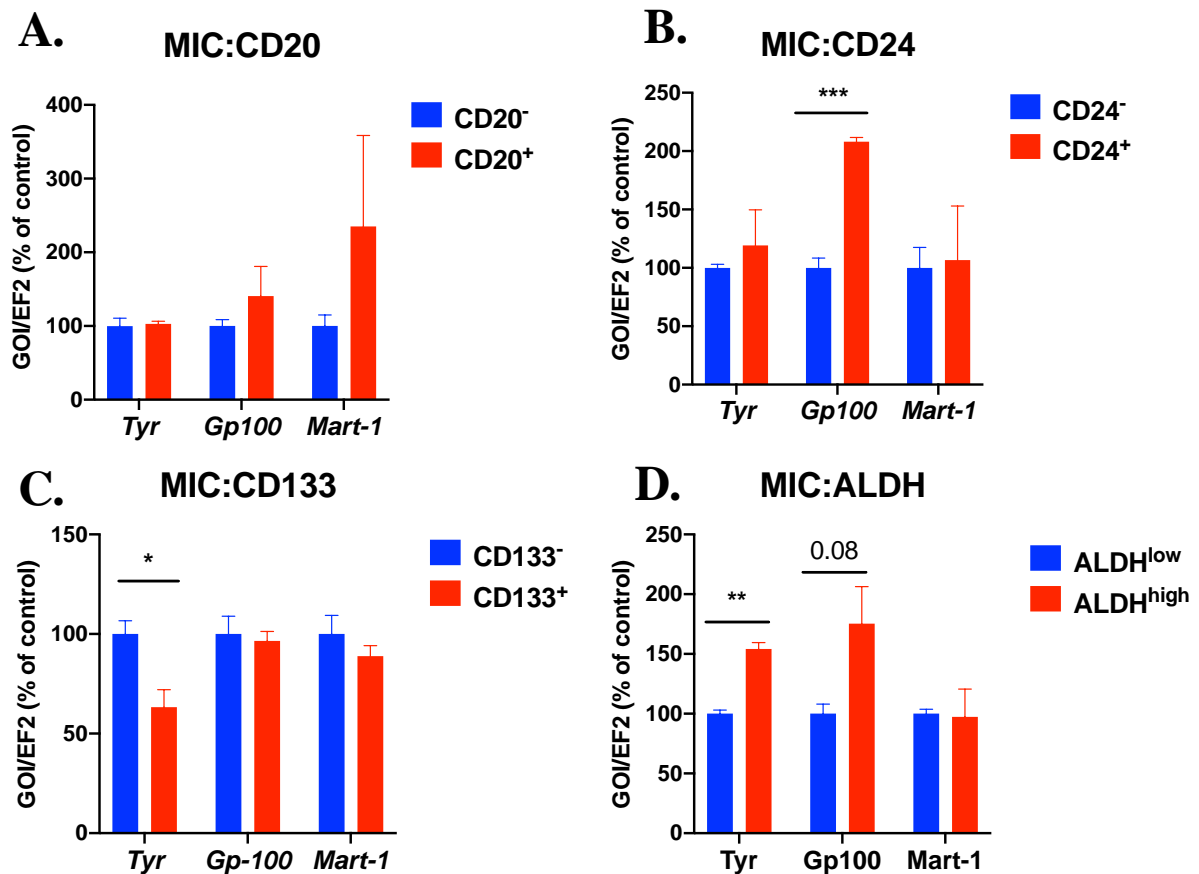 A.
MIC:CD20
GOI/EF2 (% of control)
400
300
200
100
0
Tyr
Gp100
Mart-1
CD20⁻
CD20⁺
B.
MIC:CD24
GOI/EF2 (% of control)
250
200
150
100
50
0
***
Tyr
Gp100
Mart-1
CD24⁻
CD24⁺
C.
MIC:CD133
GOI/EF2 (% of control)
150
100
50
0
*
Tyr
Gp-100
Mart-1
CD133⁻
CD133⁺
D.
MIC:ALDH
GOI/EF2 (% of control)
250
200
150
100
50
0
**
0.08
Tyr
Gp100
Mart-1
ALDHˡᵒʷ
ALDHʰⁱᵍʰ